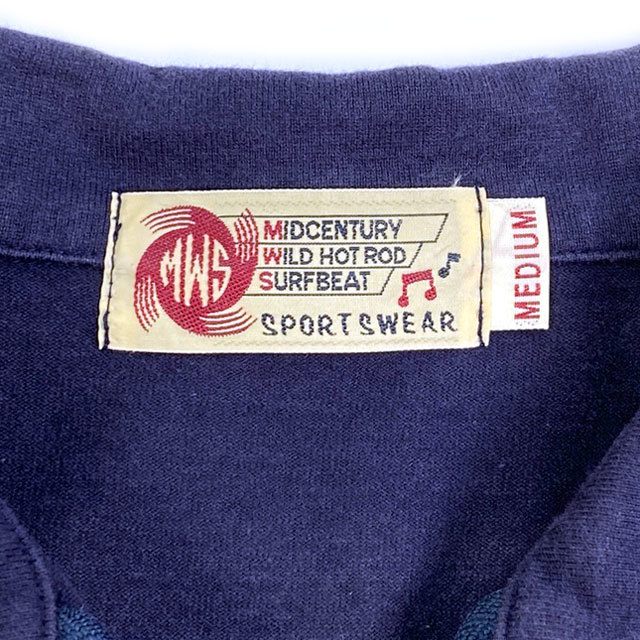 MWS
MIDCENTURY
WILD HOT ROD
SURFBEAT
SPORTSWEAR
MEDIUM